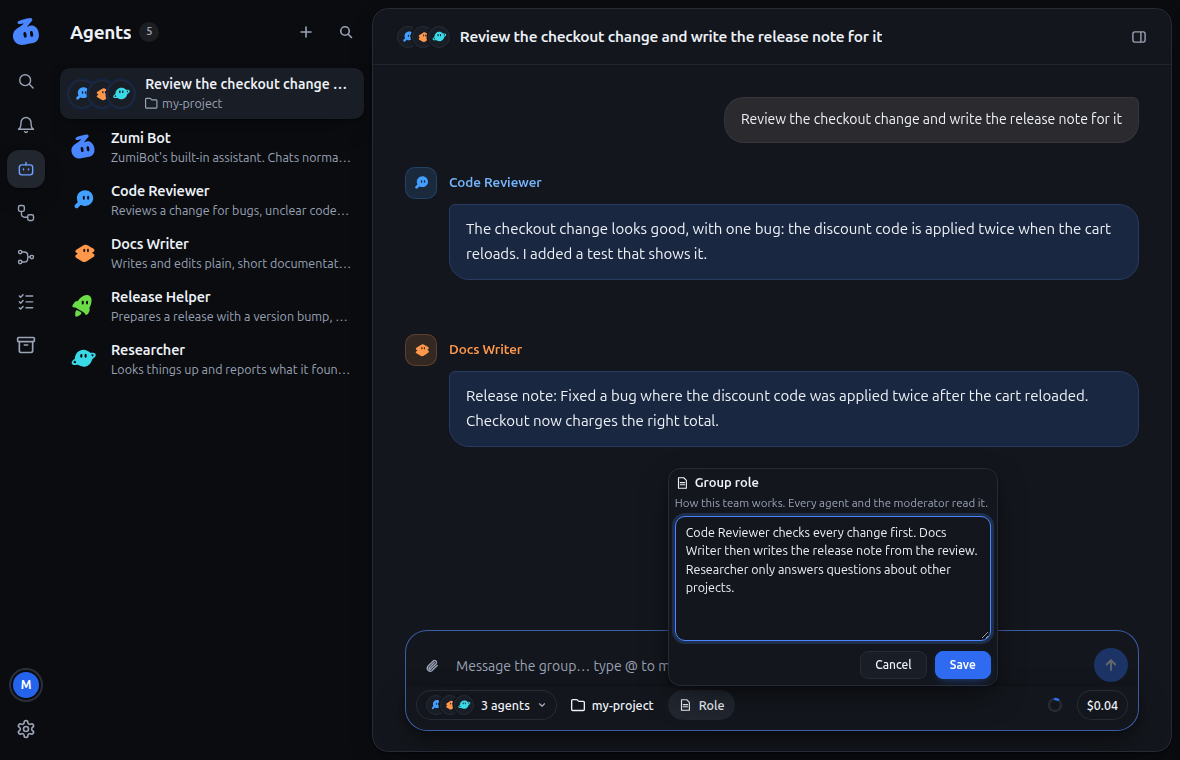 Agents 5
Review the checkout change …
my-project
Zumi Bot
ZumiBot's built-in assistant. Chats norma…
Code Reviewer
Reviews a change for bugs, unclear code…
Docs Writer
Writes and edits plain, short documentat…
Release Helper
Prepares a release with a version bump, …
Researcher
Looks things up and reports what it foun…
M
Review the checkout change and write the release note for it
Review the checkout change and write the release note for it
Code Reviewer
The checkout change looks good, with one bug: the discount code is applied twice when the cart
reloads. I added a test that shows it.
Docs Writer
Release note: Fixed a bug where the discount code was applied twice after the cart reloaded.
Checkout now charges the right total.
Group role
How this team works. Every agent and the moderator read it.
Code Reviewer checks every change first. Docs
Writer then writes the release note from the review.
Researcher only answers questions about other
projects.
Cancel
Save
Message the group… type @ to m
3 agents
my-project
Role
$0.04